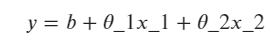 y = b + θ_1x_1 + θ_2x_2